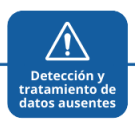 Detección y
tratamiento de
datos ausentes